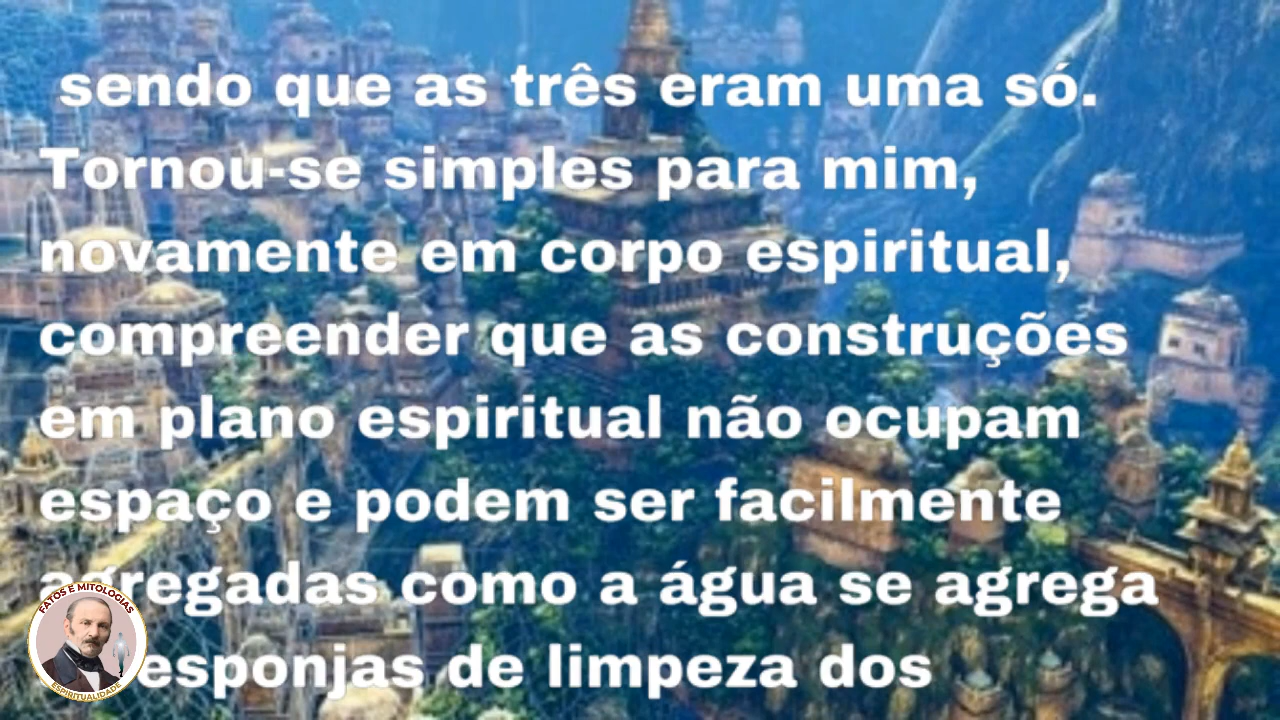 sendo que as três eram uma só.
Tornou-se simples para mim,
novamente em corpo espiritual,
compreender que as construções
em plano espiritual não ocupam
espaço e podem ser facilmente
agregadas como a água se agrega
esponjas de limpeza dos
FATOS E MITOLOGIAS
ESPIRITUALIDADE